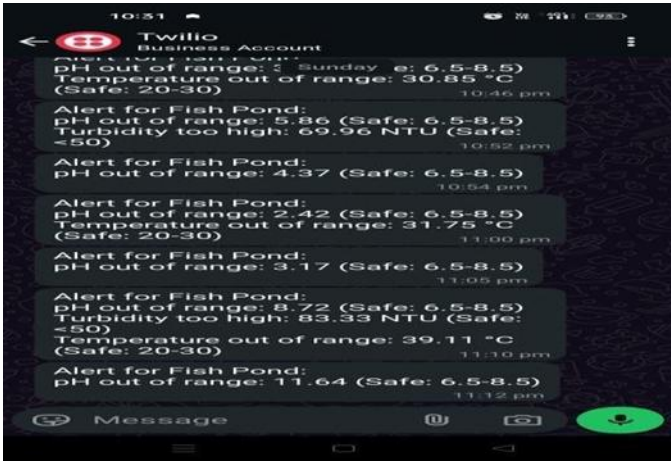 10:31
93
Twilio
Business Account
pH out of range: Sunday e: 6.5-8.5)
Temperature out of range: 30.85 °C
(Safe: 20-30)
10:46 pm
Alert for Fish Pond:
pH out of range: 5.86 (Safe: 6.5-8.5)
Turbidity too high: 69.96 NTU (Safe:
<50)
10:52 pm
Alert for Fish Pond:
pH out of range: 4.37 (Safe: 6.5-8.5)
10:54 pm
Alert for Fish Pond:
pH out of range: 2.42 (Safe: 6.5-8.5)
Temperature out of range: 31.75 °C
(Safe: 20-30)
11:00 pm
Alert for Fish Pond:
pH out of range: 3.17 (Safe: 6.5-8.5)
11:05 pm
Alert for Fish Pond:
pH out of range: 8.72 (Safe: 6.5-8.5)
Turbidity too high: 83.33 NTU (Safe:
<50)
Temperature out of range: 39.11 °C
(Safe: 20-30)
11:10 pm
Alert for Fish Pond:
pH out of range: 11.64 (Safe: 6.5-8.5)
11:12 pm
Message